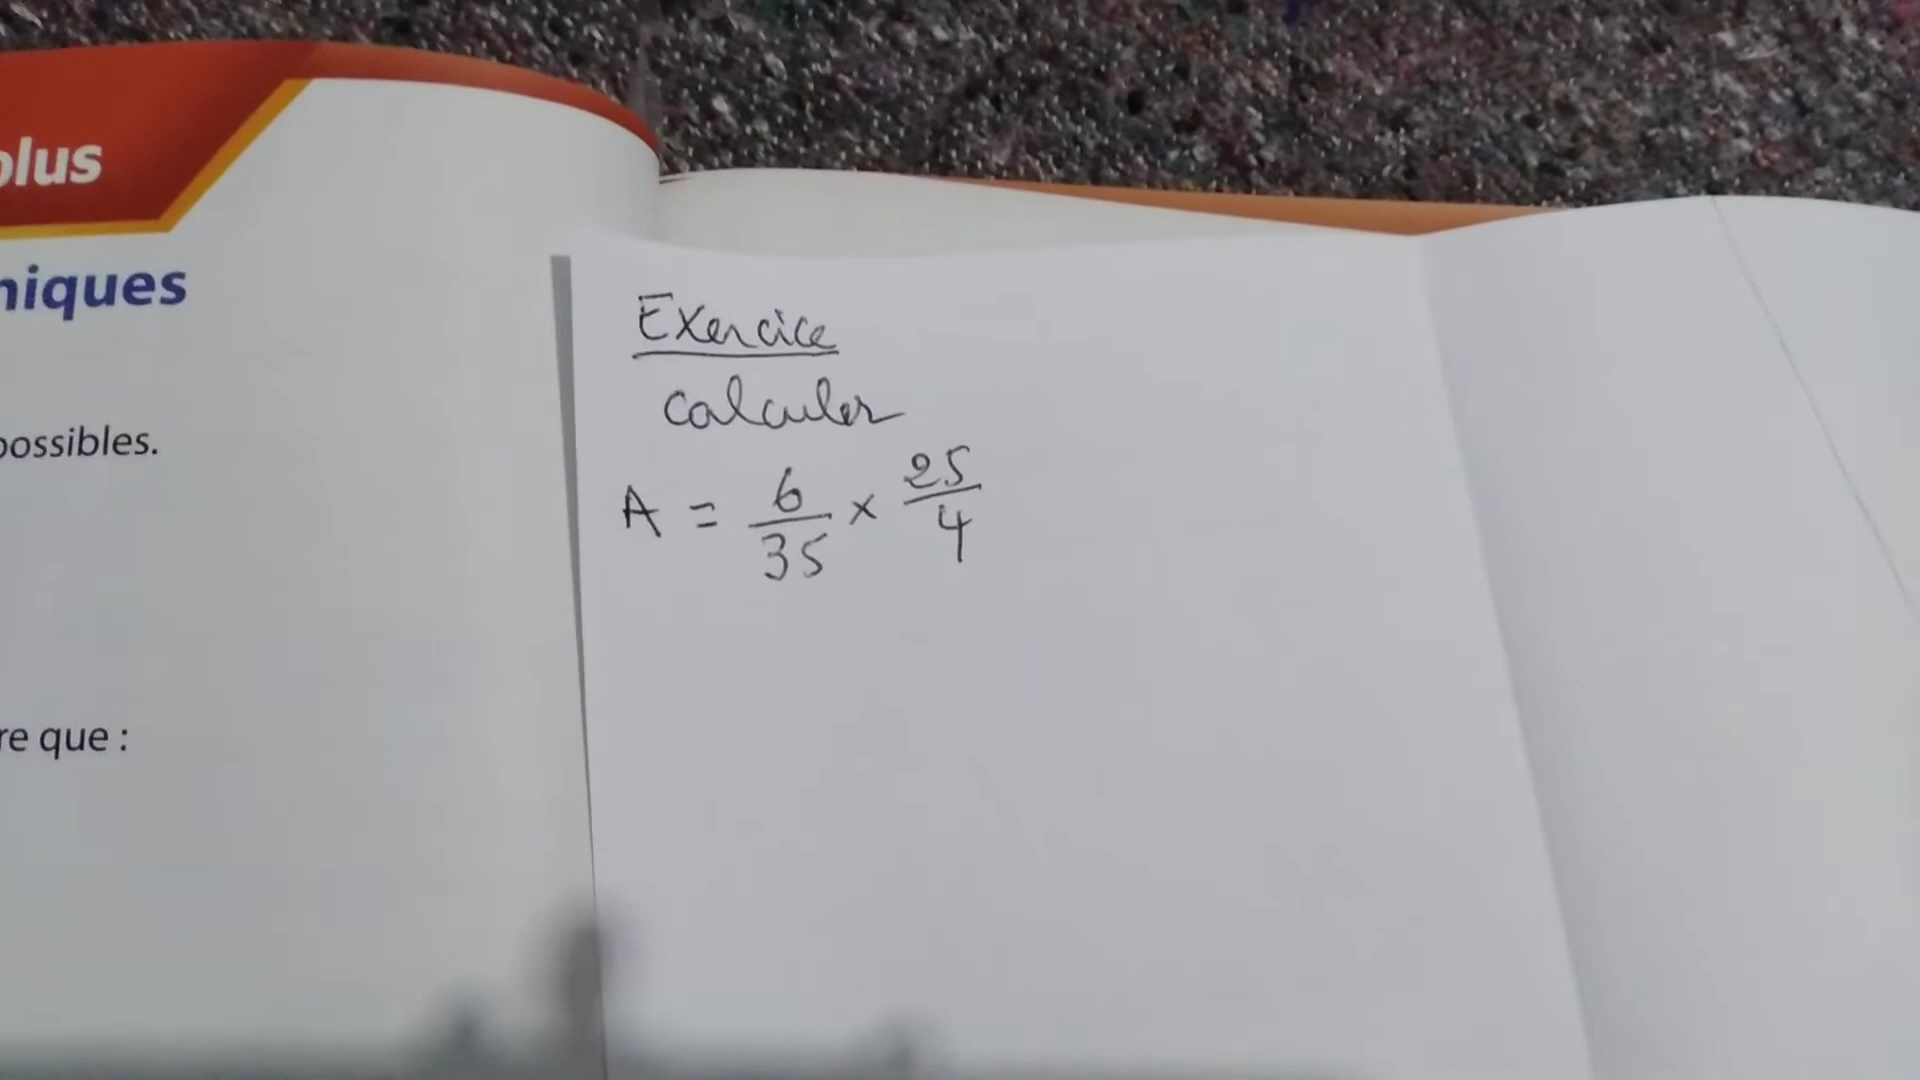 plus
niques
possibles.
re que :
Exercice
calculer
A = 6/35 × 25/4